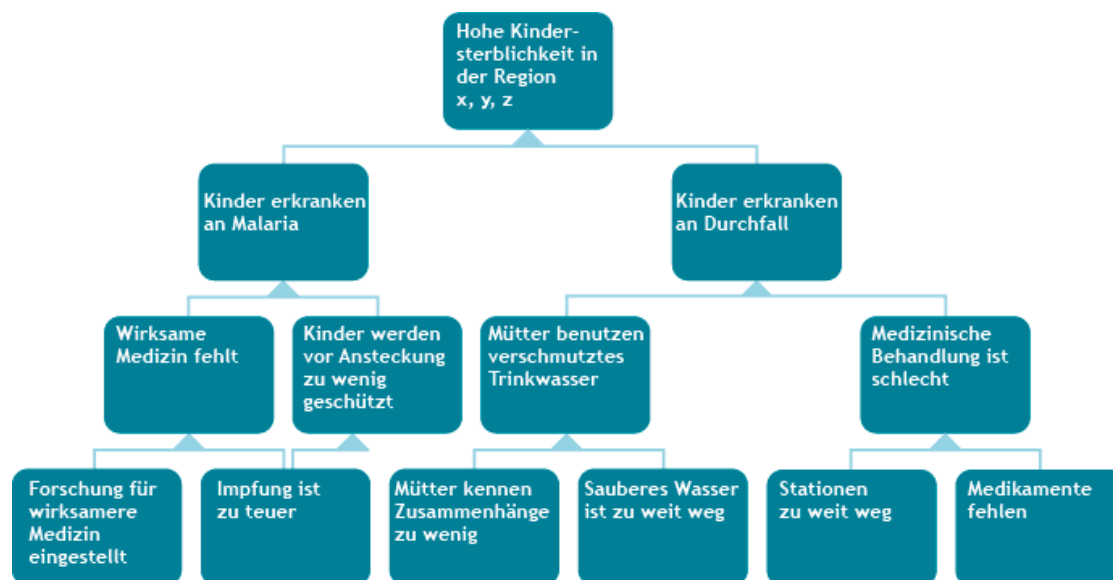 Hohe Kinder-
sterblichkeit in
der Region
x, y, z
Kinder erkranken
an Malaria
Kinder erkranken
an Durchfall
Wirksame
Medizin fehlt
Kinder werden
vor Ansteckung
zu wenig
geschützt
Mütter benutzen
verschmutztes
Trinkwasser
Medizinische
Behandlung ist
schlecht
Forschung für
wirksamere
Medizin
eingestellt
Impfung ist
zu teuer
Mütter kennen
Zusammenhänge
zu wenig
Sauberes Wasser
ist zu weit weg
Stationen
zu weit weg
Medikamente
fehlen